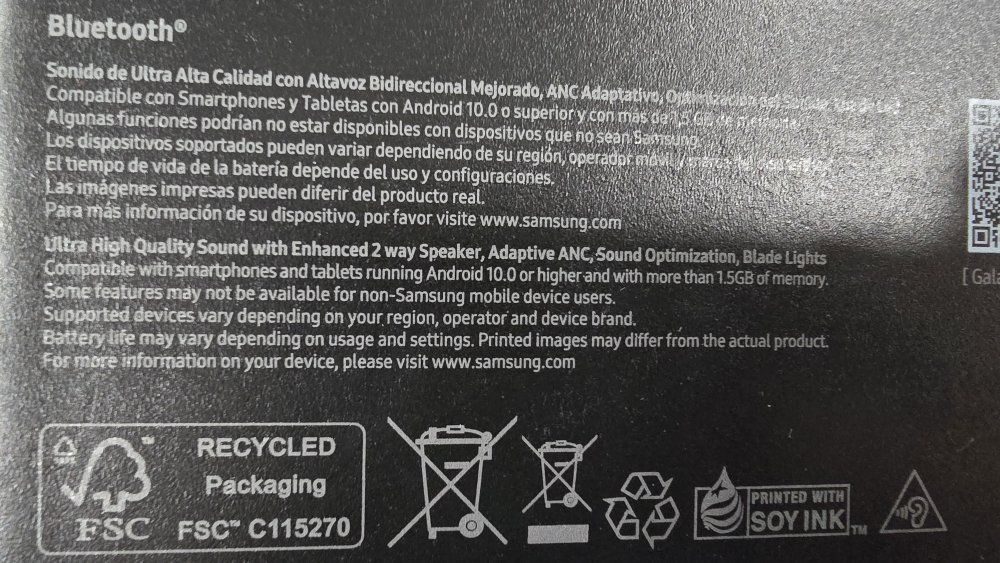 Bluetooth®
Sonido de Ultra Alta Calidad con Altavoz Bidireccional Mejorado, ANC Adaptativo, Optimización del
Compatible con Smartphones y Tabletas con Android 10.0 o superior y con más de 1,5 GB de memoria.
Algunas funciones podrían no estar disponibles con dispositivos que no sean Samsung.
Los dispositivos soportados pueden variar dependiendo de su región, operador móvil y
El tiempo de vida de la batería depende del uso y configuraciones.
Las imágenes impresas pueden diferir del producto real.
Para más información de su dispositivo, por favor visite www.samsung.com
Ultra High Quality Sound with Enhanced 2 way Speaker, Adaptive ANC, Sound Optimization, Blade Lights
Compatible with smartphones and tablets running Android 10.0 or higher and with more than 1.5GB of memory.
Some features may not be available for non-Samsung mobile device users.
Supported devices vary depending on your region, operator and device brand.
Battery life may vary depending on usage and settings. Printed images may differ from the actual product.
For more information on your device, please visit www.samsung.com
[ Gal
RECYCLED
Packaging
FSC™ C115270
FSC
PRINTED WITH
SOY INK™